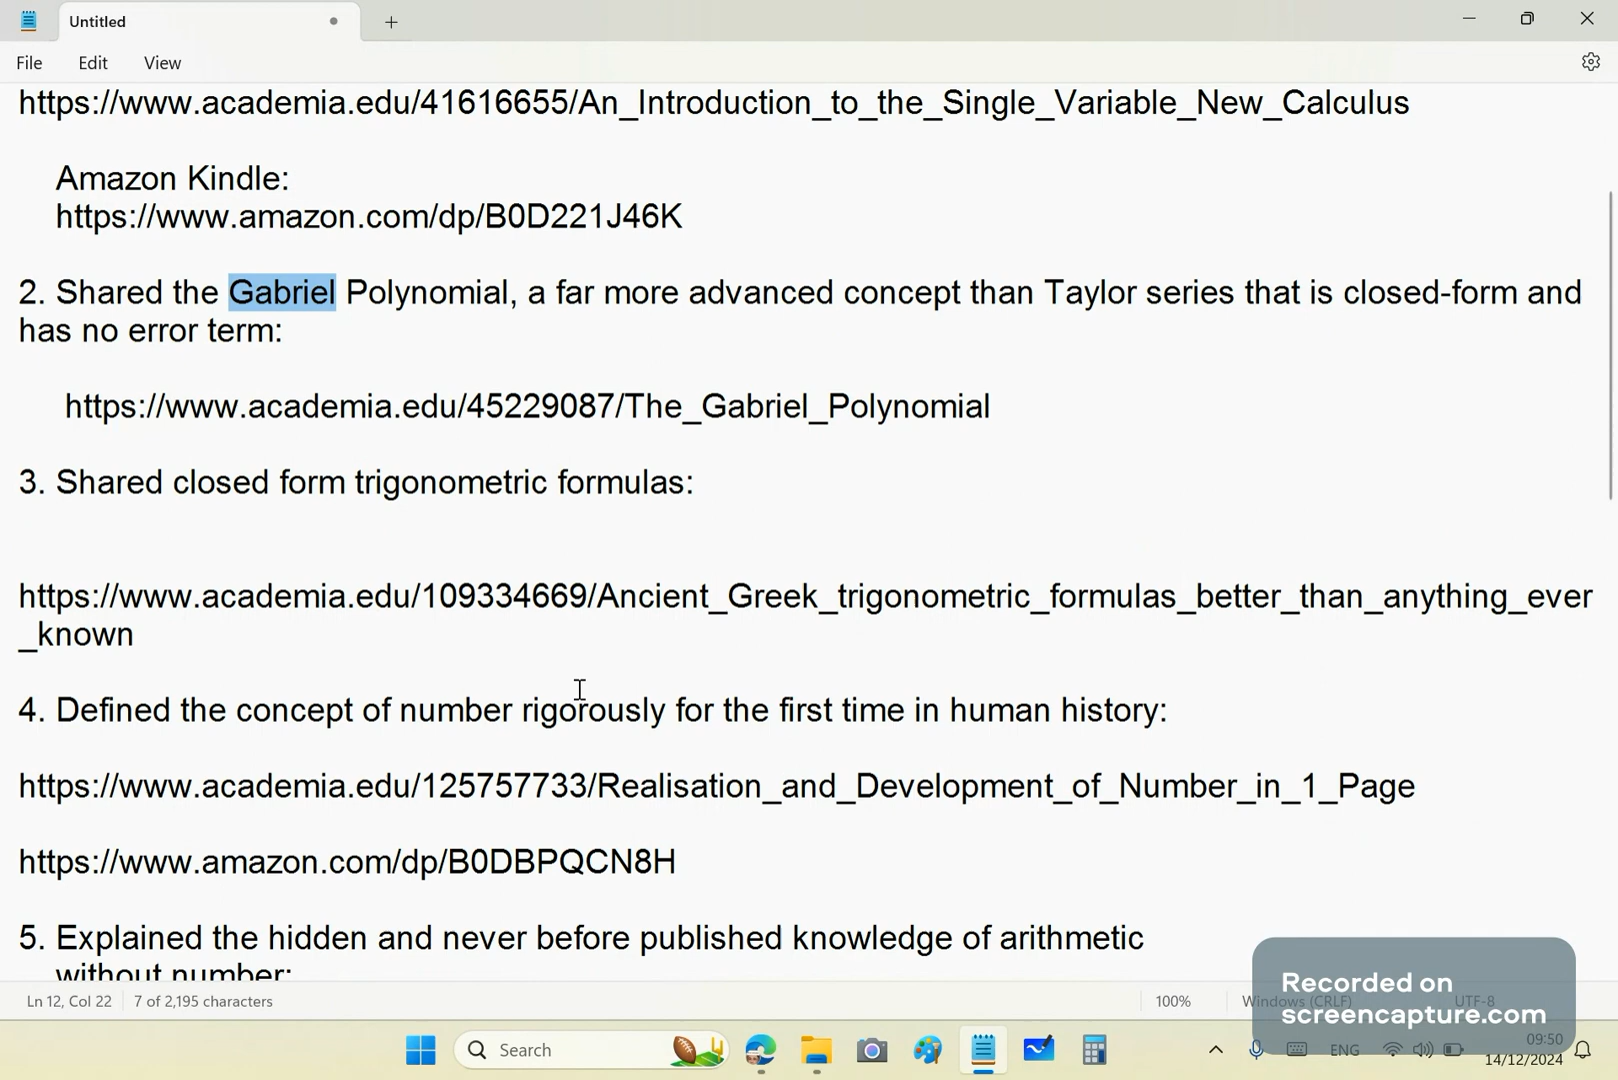 Untitled
File Edit View
https://www.academia.edu/41616655/An_Introduction_to_the_Single_Variable_New_Calculus
Amazon Kindle:
https://www.amazon.com/dp/B0D221J46K
2. Shared the Gabriel Polynomial, a far more advanced concept than Taylor series that is closed-form and
has no error term:
https://www.academia.edu/45229087/The_Gabriel_Polynomial
3. Shared closed form trigonometric formulas:
https://www.academia.edu/109334669/Ancient_Greek_trigonometric_formulas_better_than_anything_ever
_known
4. Defined the concept of number rigorously for the first time in human history:
https://www.academia.edu/125757733/Realisation_and_Development_of_Number_in_1_Page
https://www.amazon.com/dp/B0DBPQCN8H
5. Explained the hidden and never before published knowledge of arithmetic
without number:
Recorded on
screencapture.com
Ln 12, Col 22 7 of 2,195 characters 100% Windows (CRLF) UTF-8
Search ENG 09:50
14/12/2024